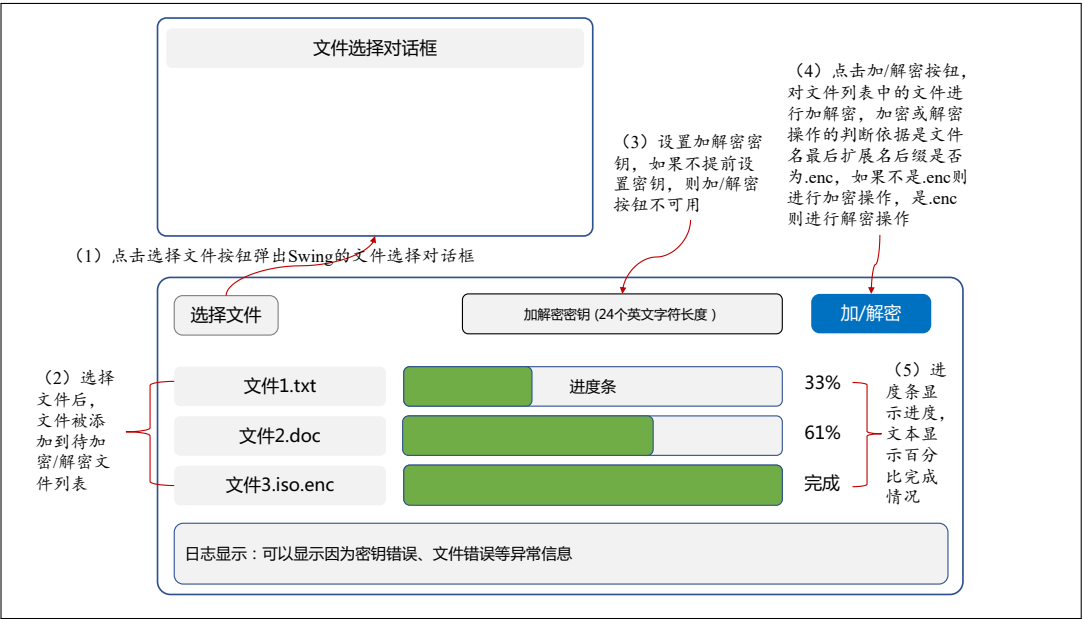 文件选择对话框
（4）点击加/解密按钮，
对文件列表中的文件进
行加解密，加密或解密
操作的判断依据是文件
名最后扩展名后缀是否
为.enc，如果不是.enc则
进行加密操作，是.enc
则进行解密操作
（3）设置加解密密
钥，如果不提前设
置密钥，则加/解密
按钮不可用
（1）点击选择文件按钮弹出Swing的文件选择对话框
选择文件
加解密密钥 (24个英文字符长度 )
加/解密
（2）选择
文件后，
文件被添
加到待加
密/解密文
件列表
文件1.txt
进度条
33%
文件2.doc
61%
文件3.iso.enc
完成
（5）进
度条显
示进度，
文本显
示百分
比完成
情况
日志显示：可以显示因为密钥错误、文件错误等异常信息